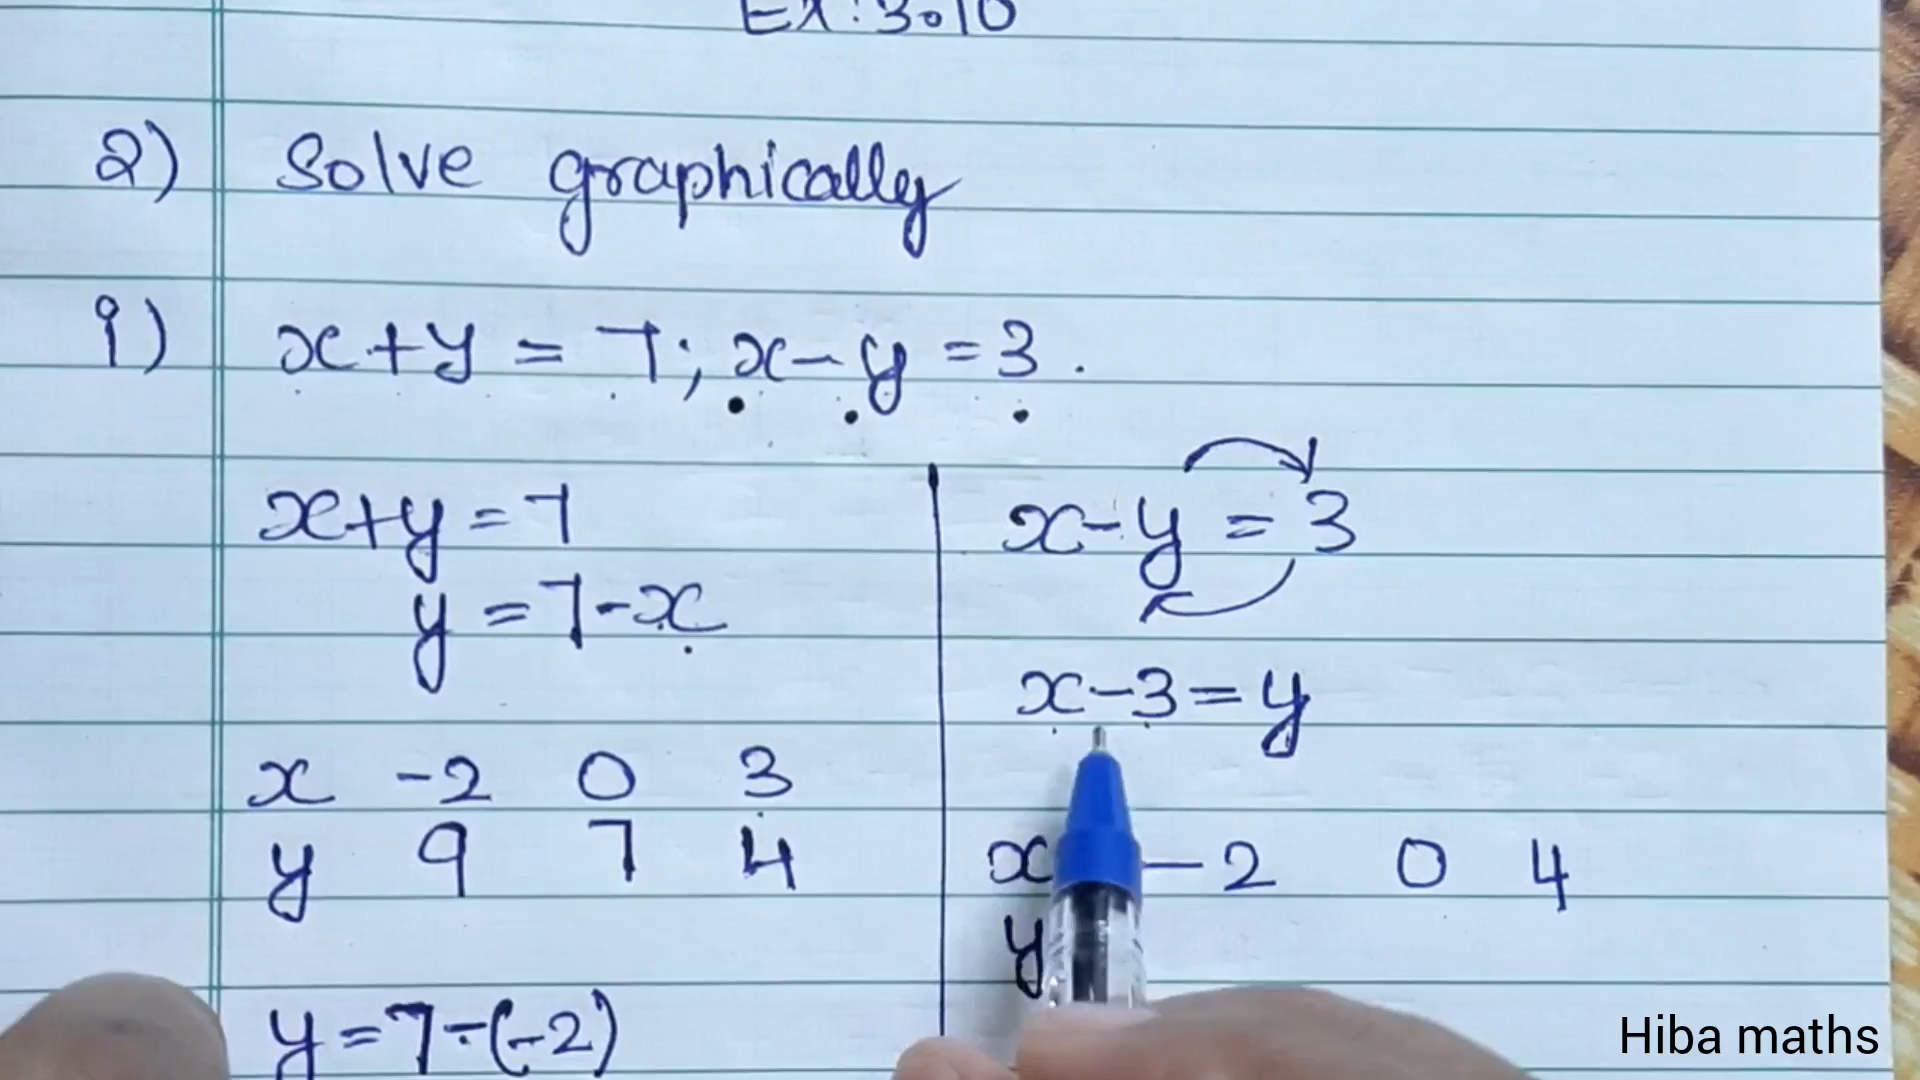 Ex: 3.10
2) Solve graphically
i) x+y = 7; x-y = 3.
x+y = 7
y = 7-x
x -2 0 3
y 9 7 4
y = 7-(-2)
x-y = 3
x-3 = y
x -2 0 4
y
Hiba maths